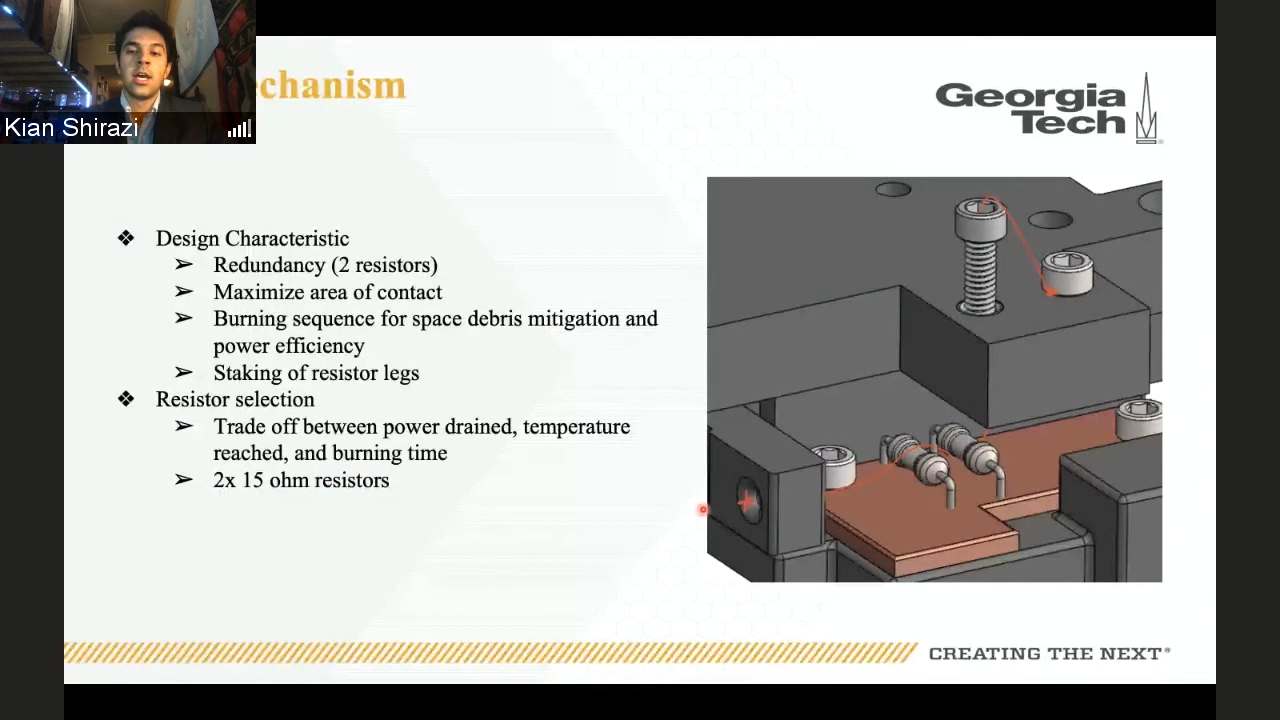 chanism
Kian Shirazi
Georgia
Tech
❖ Design Characteristic
➢ Redundancy (2 resistors)
➢ Maximize area of contact
➢ Burning sequence for space debris mitigation and
power efficiency
➢ Staking of resistor legs
❖ Resistor selection
➢ Trade off between power drained, temperature
reached, and burning time
➢ 2x 15 ohm resistors
CREATING THE NEXT®